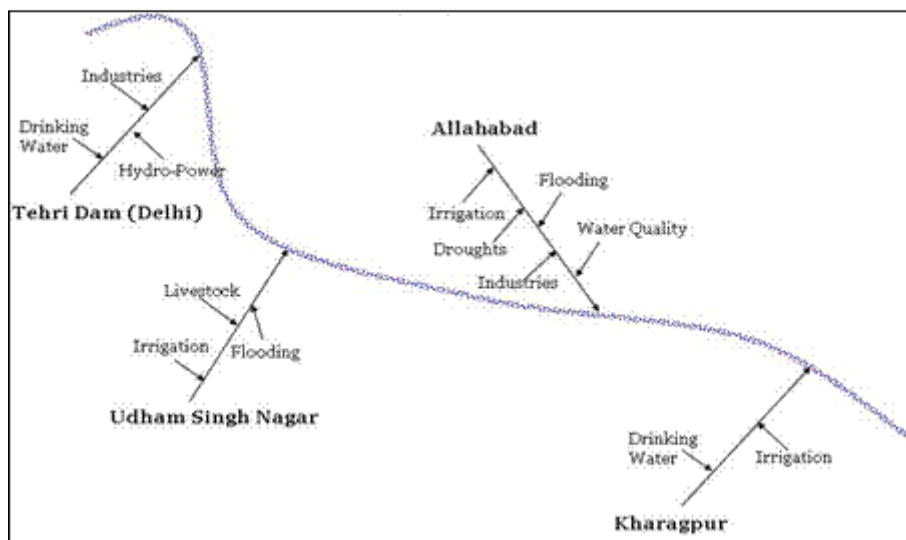 Industries
Drinking
Water
Hydro-Power
Tehri Dam (Delhi)
Allahabad
Flooding
Irrigation
Water Quality
Droughts
Industries
Livestock
Irrigation
Flooding
Udham Singh Nagar
Drinking
Water
Irrigation
Kharagpur